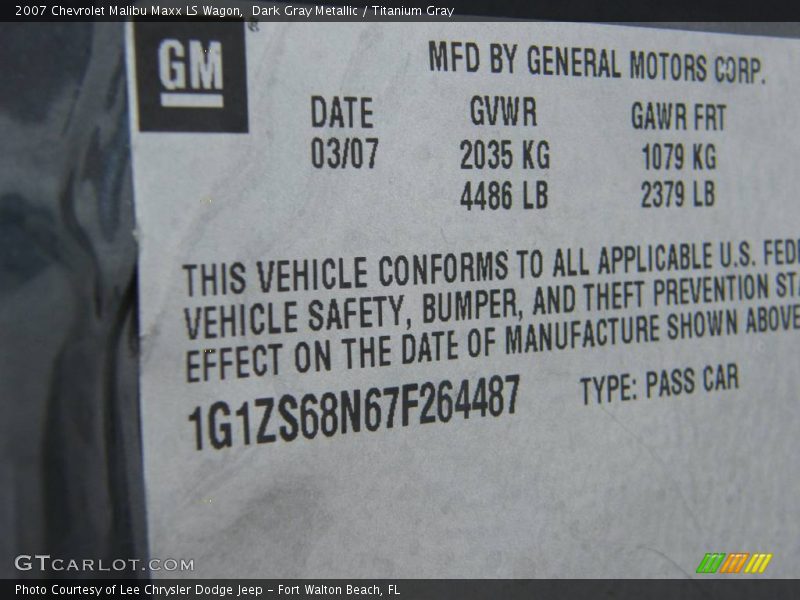 2007 Chevrolet Malibu Maxx LS Wagon, Dark Gray Metallic / Titanium Gray
GM
MFD BY GENERAL MOTORS CORP.
DATE GVWR GAWR FRT
03/07 2035 KG 1079 KG
4486 LB 2379 LB
THIS VEHICLE CONFORMS TO ALL APPLICABLE U.S. FEDE
VEHICLE SAFETY, BUMPER, AND THEFT PREVENTION STA
EFFECT ON THE DATE OF MANUFACTURE SHOWN ABOVE
1G1ZS68N67F264487 TYPE: PASS CAR
GTCARLOT.COM
Photo Courtesy of Lee Chrysler Dodge Jeep - Fort Walton Beach, FL